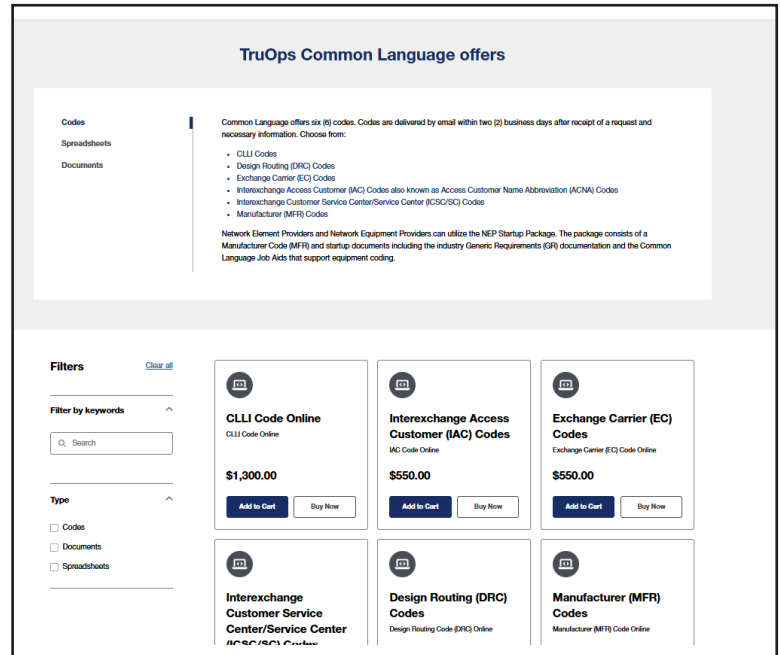 TruOps Common Language offers
Codes
Spreadsheets
Documents
Common Language offers six (6) codes. Codes are delivered by email within two (2) business days after receipt of a request and
necessary information. Choose from:
• CLLI Codes
• Design Routing (DRC) Codes
• Exchange Carrier (EC) Codes
• Interexchange Access Customer (IAC) Codes also known as Access Customer Name Abbreviation (ACNA) Codes
• Interexchange Customer Service Center/Service Center (ICSC/SC) Codes
• Manufacturer (MFR) Codes
Network Element Providers and Network Equipment Providers can utilize the NEP Startup Package. The package consists of a
Manufacturer Code (MFR) and startup documents including the industry Generic Requirements (GR) documentation and the Common
Language Job Aids that support equipment coding.
Filters
Clear all
Filter by keywords
Search
Type
Codes
Documents
Spreadsheets
CLLI Code Online
CLLI Code Online
$1,300.00
Add to Cart
Buy Now
Interexchange Access
Customer (IAC) Codes
IAC Code Online
$550.00
Add to Cart
Buy Now
Exchange Carrier (EC)
Codes
Exchange Carrier (EC) Code Online
$550.00
Add to Cart
Buy Now
Interexchange
Customer Service
Center/Service Center
(ICSC/SC) Codes
Design Routing (DRC)
Codes
Design Routing Code (DRC) Online
Manufacturer (MFR)
Codes
Manufacturer (MFR) Code Online